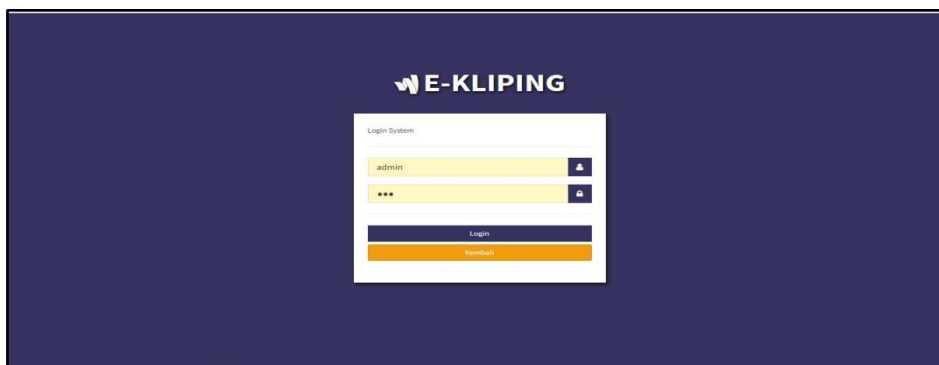 E-KLIPING
Login System
admin
•••
Login
Kembali